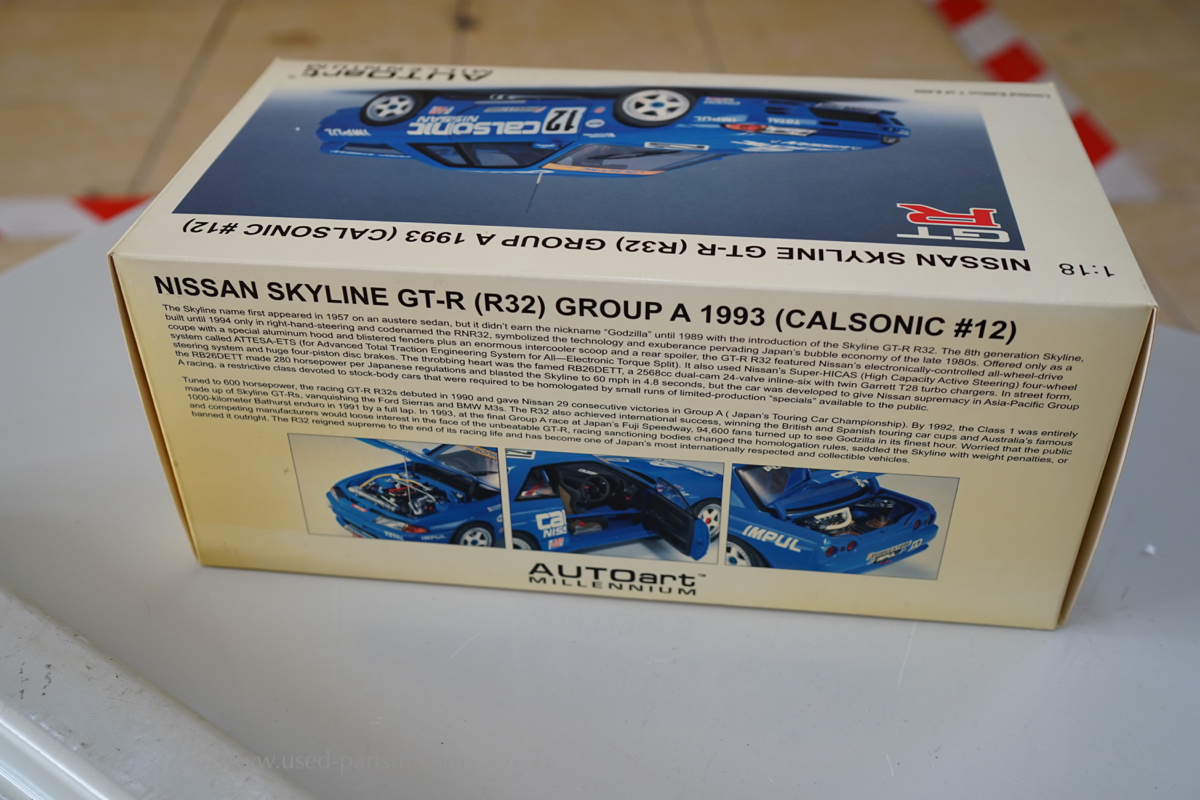 AUTOart
MILLENNIUM
12
CALSONIC
NISSAN
IMPUL
IMPUL
TOTAL
GT
R
NISSAN SKYLINE GT-R (R32) GROUP A 1993 (CALSONIC #12)
1:18
NISSAN SKYLINE GT-R (R32) GROUP A 1993 (CALSONIC #12)
The Skyline name first appeared in 1957 on an austere sedan, but it didn't earn the nickname "Godzilla" until 1989 with the introduction of the Skyline GT-R R32. The 8th generation Skyline,
built until 1994 only in right-hand-steering and codenamed the RNR32, symbolized the technology and exuberance pervading Japan's bubble economy of the late 1980s. Offered only as a
coupe with a special aluminum hood and blistered fenders plus an enormous intercooler scoop and a rear spoiler, the GT-R R32 featured Nissan's electronically-controlled all-wheel-drive
system called ATTESA-ETS (for Advanced Total Traction Engineering System for All—Electronic Torque Split). It also used Nissan's Super-HICAS (High Capacity Active Steering) four-wheel
steering system and huge four-piston disc brakes. The throbbing heart was the famed RB26DETT, a 2568cc dual-cam 24-valve inline-six with twin Garrett T28 turbo chargers. In street form,
the RB26DETT made 280 horsepower per Japanese regulations and blasted the Skyline to 60 mph in 4.8 seconds, but the car was developed to give Nissan supremacy in Asia-Pacific Group
A racing, a restrictive class devoted to stock-body cars that were required to be homologated by small runs of limited-production "specials" available to the public.
Tuned to 600 horsepower, the racing GT-R R32s debuted in 1990 and gave Nissan 29 consecutive victories in Group A ( Japan's Touring Car Championship). By 1992, the Class 1 was entirely
made up of Skyline GT-Rs, vanquishing the Ford Sierras and BMW M3s. The R32 also achieved international success, winning the British and Spanish touring car cups and Australia's famous
1000-kilometer Bathurst enduro in 1991 by a full lap. In 1993, at the final Group A race at Japan's Fuji Speedway, 94,600 fans turned up to see Godzilla in its finest hour. Worried that the public
and competing manufacturers would loose interest in the face of the unbeatable GT-R, racing sanctioning bodies changed the homologation rules, saddled the Skyline with weight penalties, or
banned it outright. The R32 reigned supreme to the end of its racing life and has become one of Japan's most internationally respected and collectible vehicles.
TOTAL
IMPUL
Cal
NISS
IMPUL
AUTOart™
MILLENNIUM